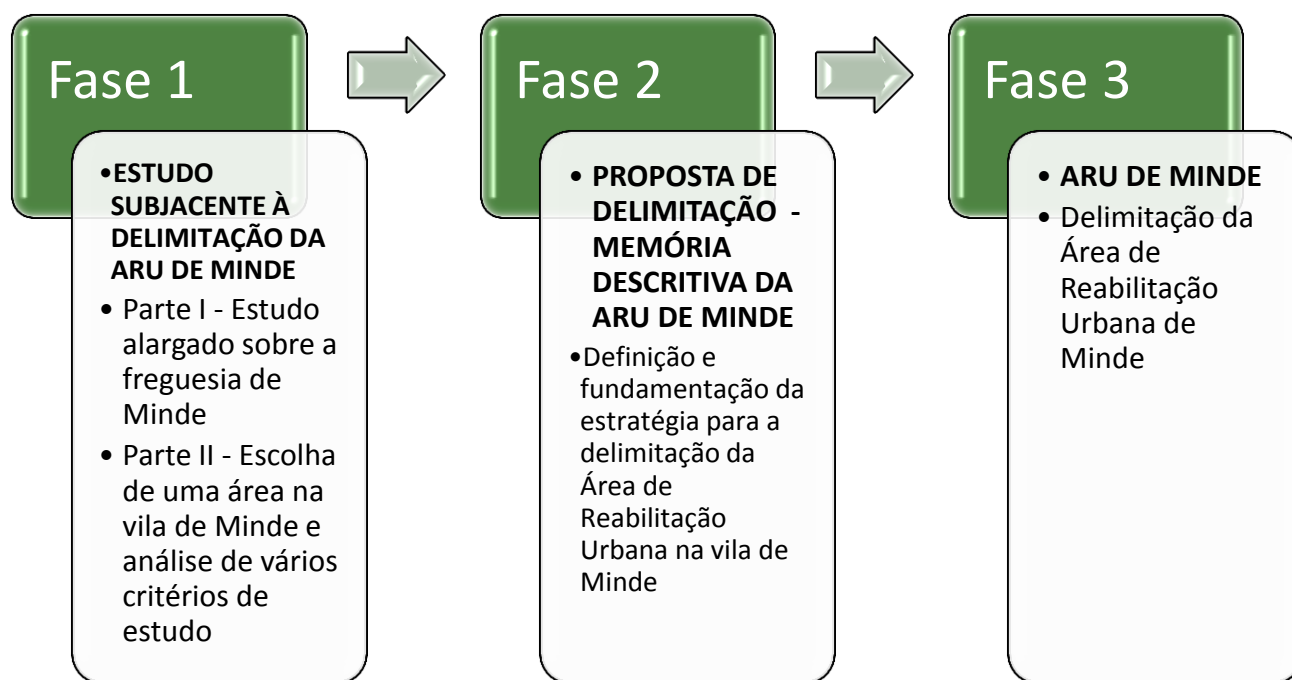 Fase 1
•ESTUDO
SUBJACENTE À
DELIMITAÇÃO DA
ARU DE MINDE
• Parte I - Estudo
alargado sobre a
freguesia de
Minde
• Parte II - Escolha
de uma área na
vila de Minde e
análise de vários
critérios de
estudo
Fase 2
• PROPOSTA DE
DELIMITAÇÃO -
MEMÓRIA
DESCRITIVA DA
ARU DE MINDE
•Definição e
fundamentação da
estratégia para a
delimitação da
Área de
Reabilitação
Urbana na vila de
Minde
Fase 3
• ARU DE MINDE
• Delimitação da
Área de
Reabilitação
Urbana de
Minde